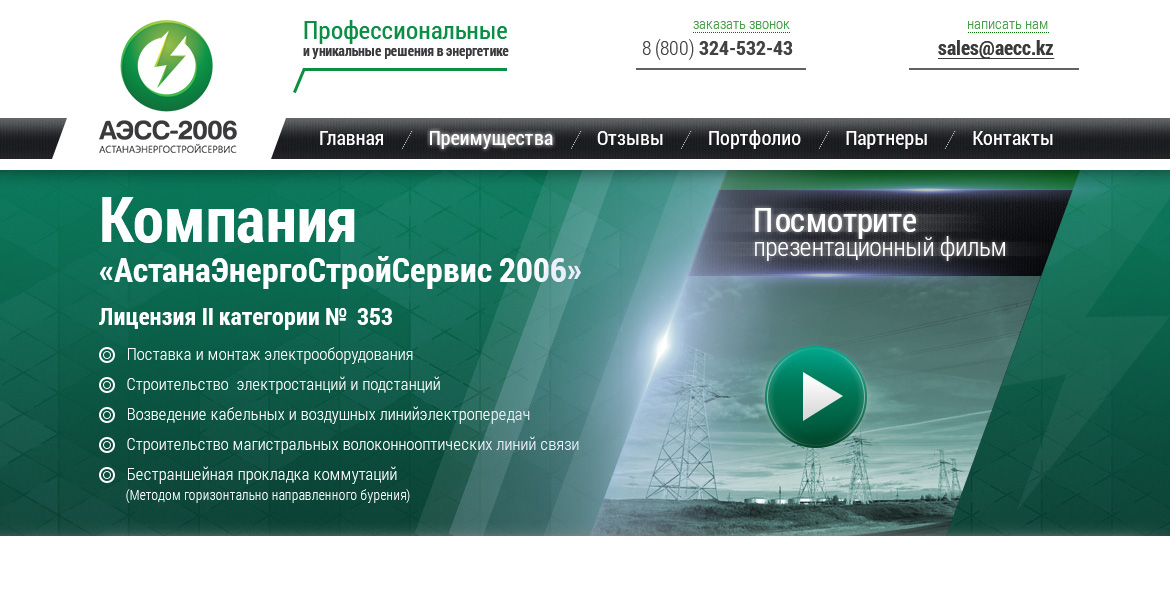 АЭСС-2006
АСТАНАЭНЕРГОСТРОЙСЕРВИС
Профессиональные
и уникальные решения в энергетике
заказать звонок
8 (800) 324-532-43
написать нам
sales@aecc.kz
Главная / Преимущества / Отзывы / Портфолио / Партнеры / Контакты
Компания
«АстанаЭнергоСтройСервис 2006»
Лицензия II категории № 353
Поставка и монтаж электрооборудования
Строительство электростанций и подстанций
Возведение кабельных и воздушных линийэлектропередач
Строительство магистральных волоконнооптических линий связи
Бестраншейная прокладка коммутаций
(Методом горизонтально направленного бурения)
Посмотрите
презентационный фильм